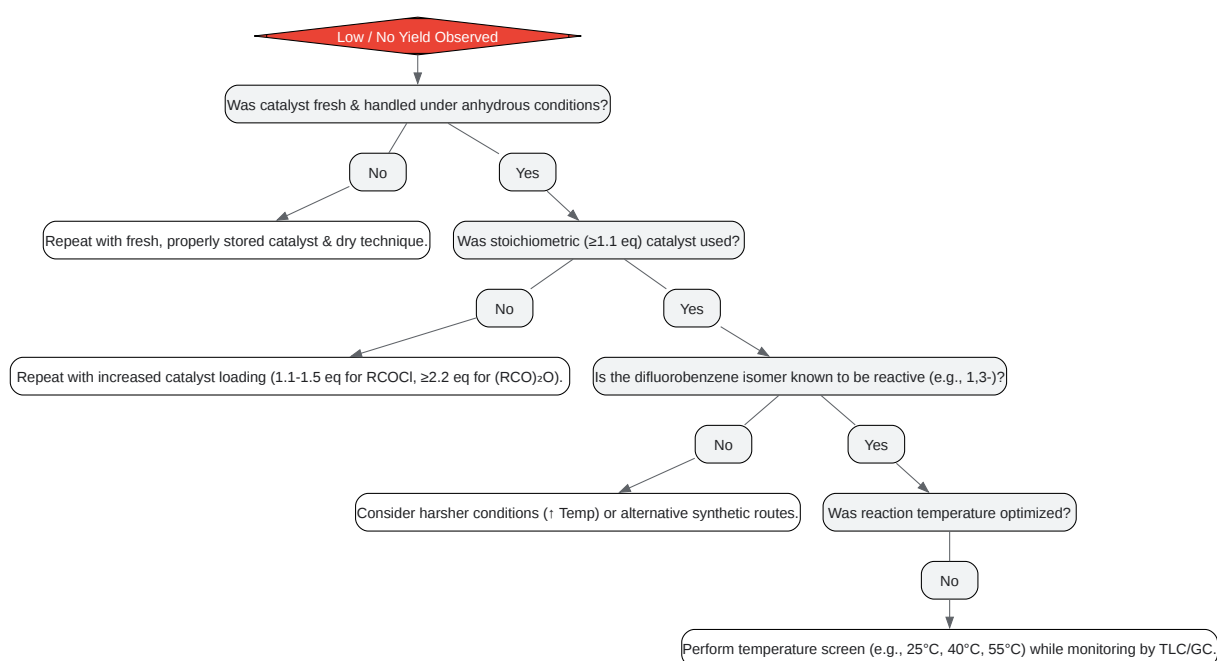 Low / No Yield Observed
Was catalyst fresh & handled under anhydrous conditions?
No
Yes
Repeat with fresh, properly stored catalyst & dry technique.
Was stoichiometric (≥1.1 eq) catalyst used?
No
Yes
Repeat with increased catalyst loading (1.1-1.5 eq for RCOCl, ≥2.2 eq for (RCO)₂O).
Is the difluorobenzene isomer known to be reactive (e.g., 1,3-)?
No
Yes
Consider harsher conditions (↑ Temp) or alternative synthetic routes.
Was reaction temperature optimized?
No
Perform temperature screen (e.g., 25°C, 40°C, 55°C) while monitoring by TLC/GC.